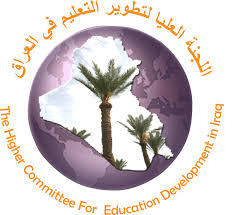 اللجنة العليا لتطوير التعليم في العراق
The Higher Committee For Education Development in Iraq